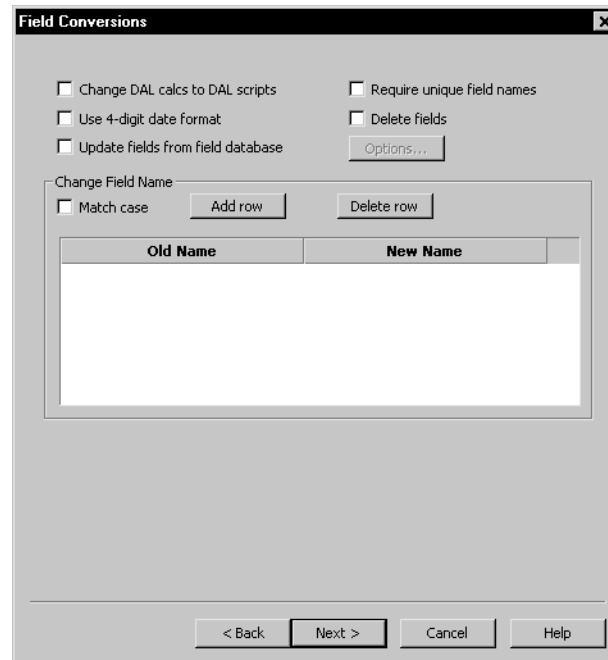 Field Conversions
Change DAL calcs to DAL scripts
Require unique field names
Use 4-digit date format
Delete fields
Update fields from field database
Options...
Change Field Name
Match case
Add row
Delete row
Old Name
New Name
< Back
Next >
Cancel
Help